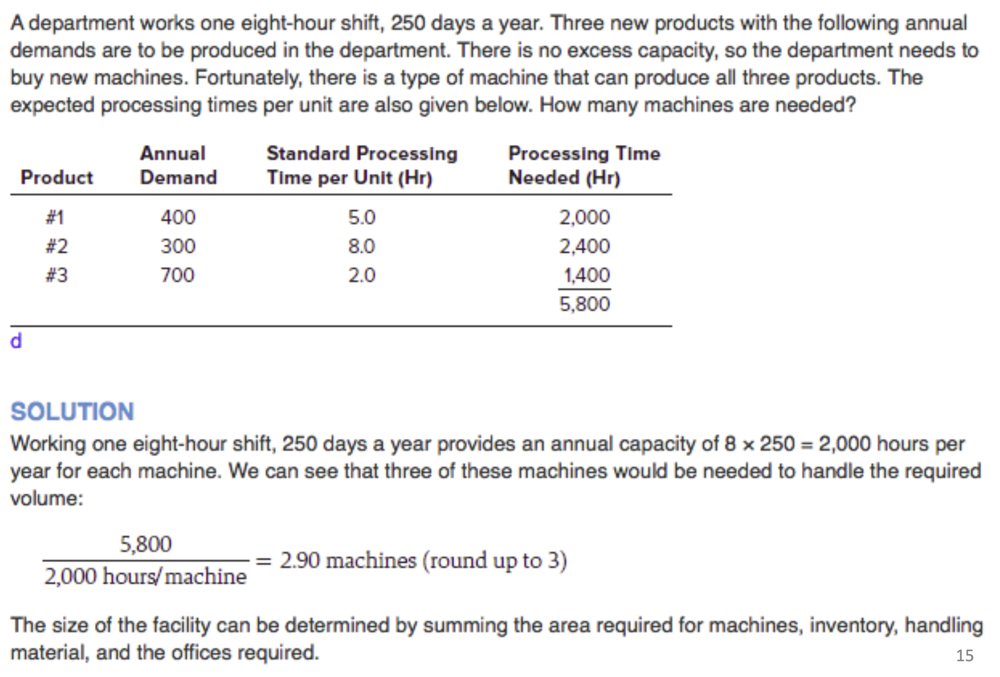 A department works one eight-hour shift, 250 days a year. Three new products with the following annual
demands are to be produced in the department. There is no excess capacity, so the department needs to
buy new machines. Fortunately, there is a type of machine that can produce all three products. The
expected processing times per unit are also given below. How many machines are needed?
Annual Standard Processing Processing Time
Product Demand Time per Unit (Hr) Needed (Hr)
#1 400 5.0 2,000
#2 300 8.0 2,400
#3 700 2.0 1,400
5,800
d
SOLUTION
Working one eight-hour shift, 250 days a year provides an annual capacity of 8 × 250 = 2,000 hours per
year for each machine. We can see that three of these machines would be needed to handle the required
volume:
5,800
2,000 hours/machine = 2.90 machines (round up to 3)
The size of the facility can be determined by summing the area required for machines, inventory, handling
material, and the offices required.
15